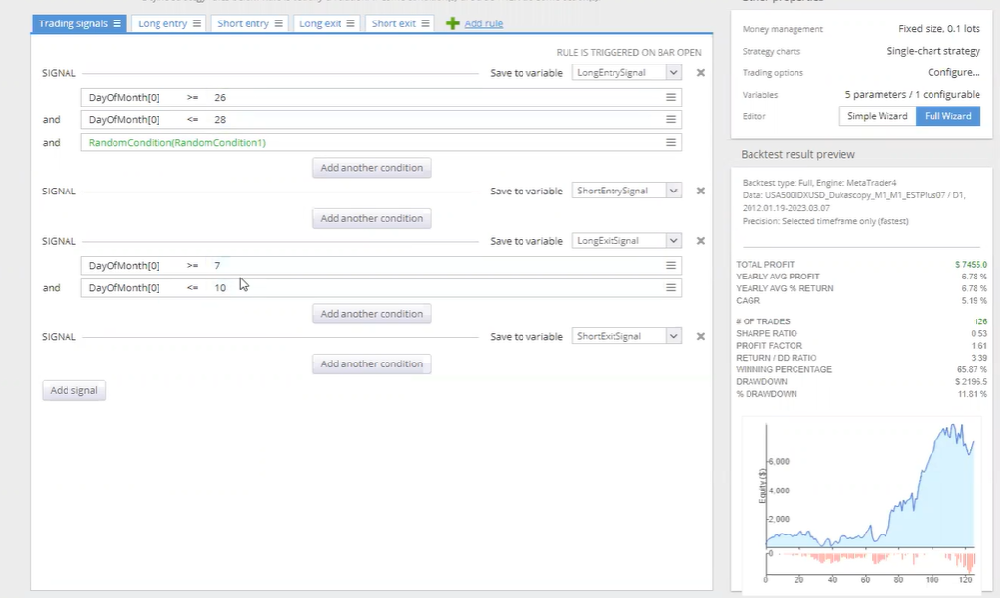 Trading signals Long entry Short entry Long exit Short exit Add rule
RULE IS TRIGGERED ON BAR OPEN
SIGNAL Save to variable LongEntrySignal
DayOfMonth[0] >= 26
and DayOfMonth[0] <= 28
and RandomCondition(RandomCondition1)
Add another condition
SIGNAL Save to variable ShortEntrySignal
Add another condition
SIGNAL Save to variable LongExitSignal
DayOfMonth[0] >= 7
and DayOfMonth[0] <= 10
Add another condition
SIGNAL Save to variable ShortExitSignal
Add another condition
Add signal
Money management Fixed size, 0.1 lots
Strategy charts Single-chart strategy
Trading options Configure...
Variables 5 parameters / 1 configurable
Editor Simple Wizard Full Wizard
Backtest result preview
Backtest type: Full, Engine: MetaTrader4
Data: USA500IDXUSD_Dukascopy_M1_M1_ESTPlus07 / D1,
2012.01.19-2023.03.07
Precision: Selected timeframe only (fastest)
TOTAL PROFIT $ 7455.0
YEARLY AVG PROFIT 6.78 %
YEARLY AVG % RETURN 6.78 %
CAGR 5.19 %
# OF TRADES 126
SHARPE RATIO 0.53
PROFIT FACTOR 1.61
RETURN / DD RATIO 3.39
WINNING PERCENTAGE 65.87 %
DRAWDOWN $ 2196.5
% DRAWDOWN 11.81 %
Equity ($)
6,000
4,000
2,000
0
0 20 40 60 80 100 120